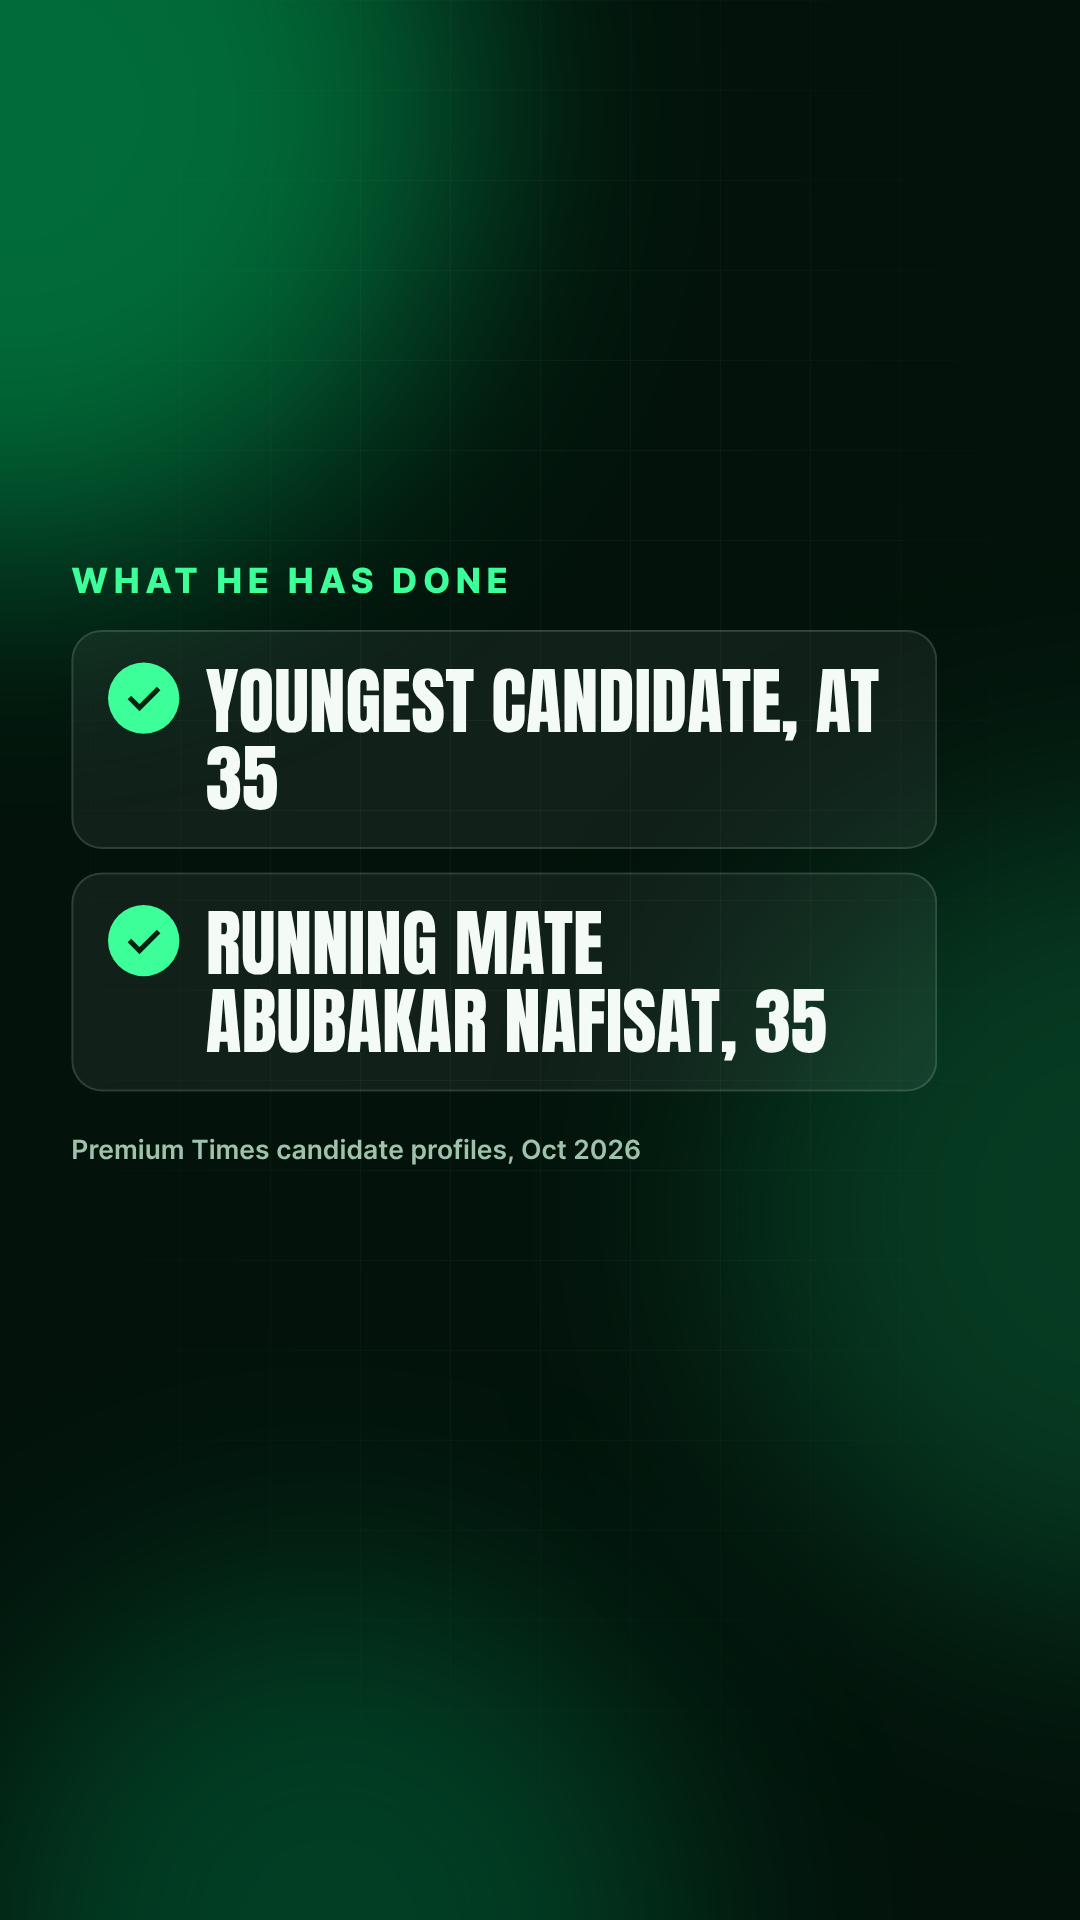 WHAT HE HAS DONE
YOUNGEST CANDIDATE, AT
35
RUNNING MATE
ABUBAKAR NAFISAT, 35
Premium Times candidate profiles, Oct 2026